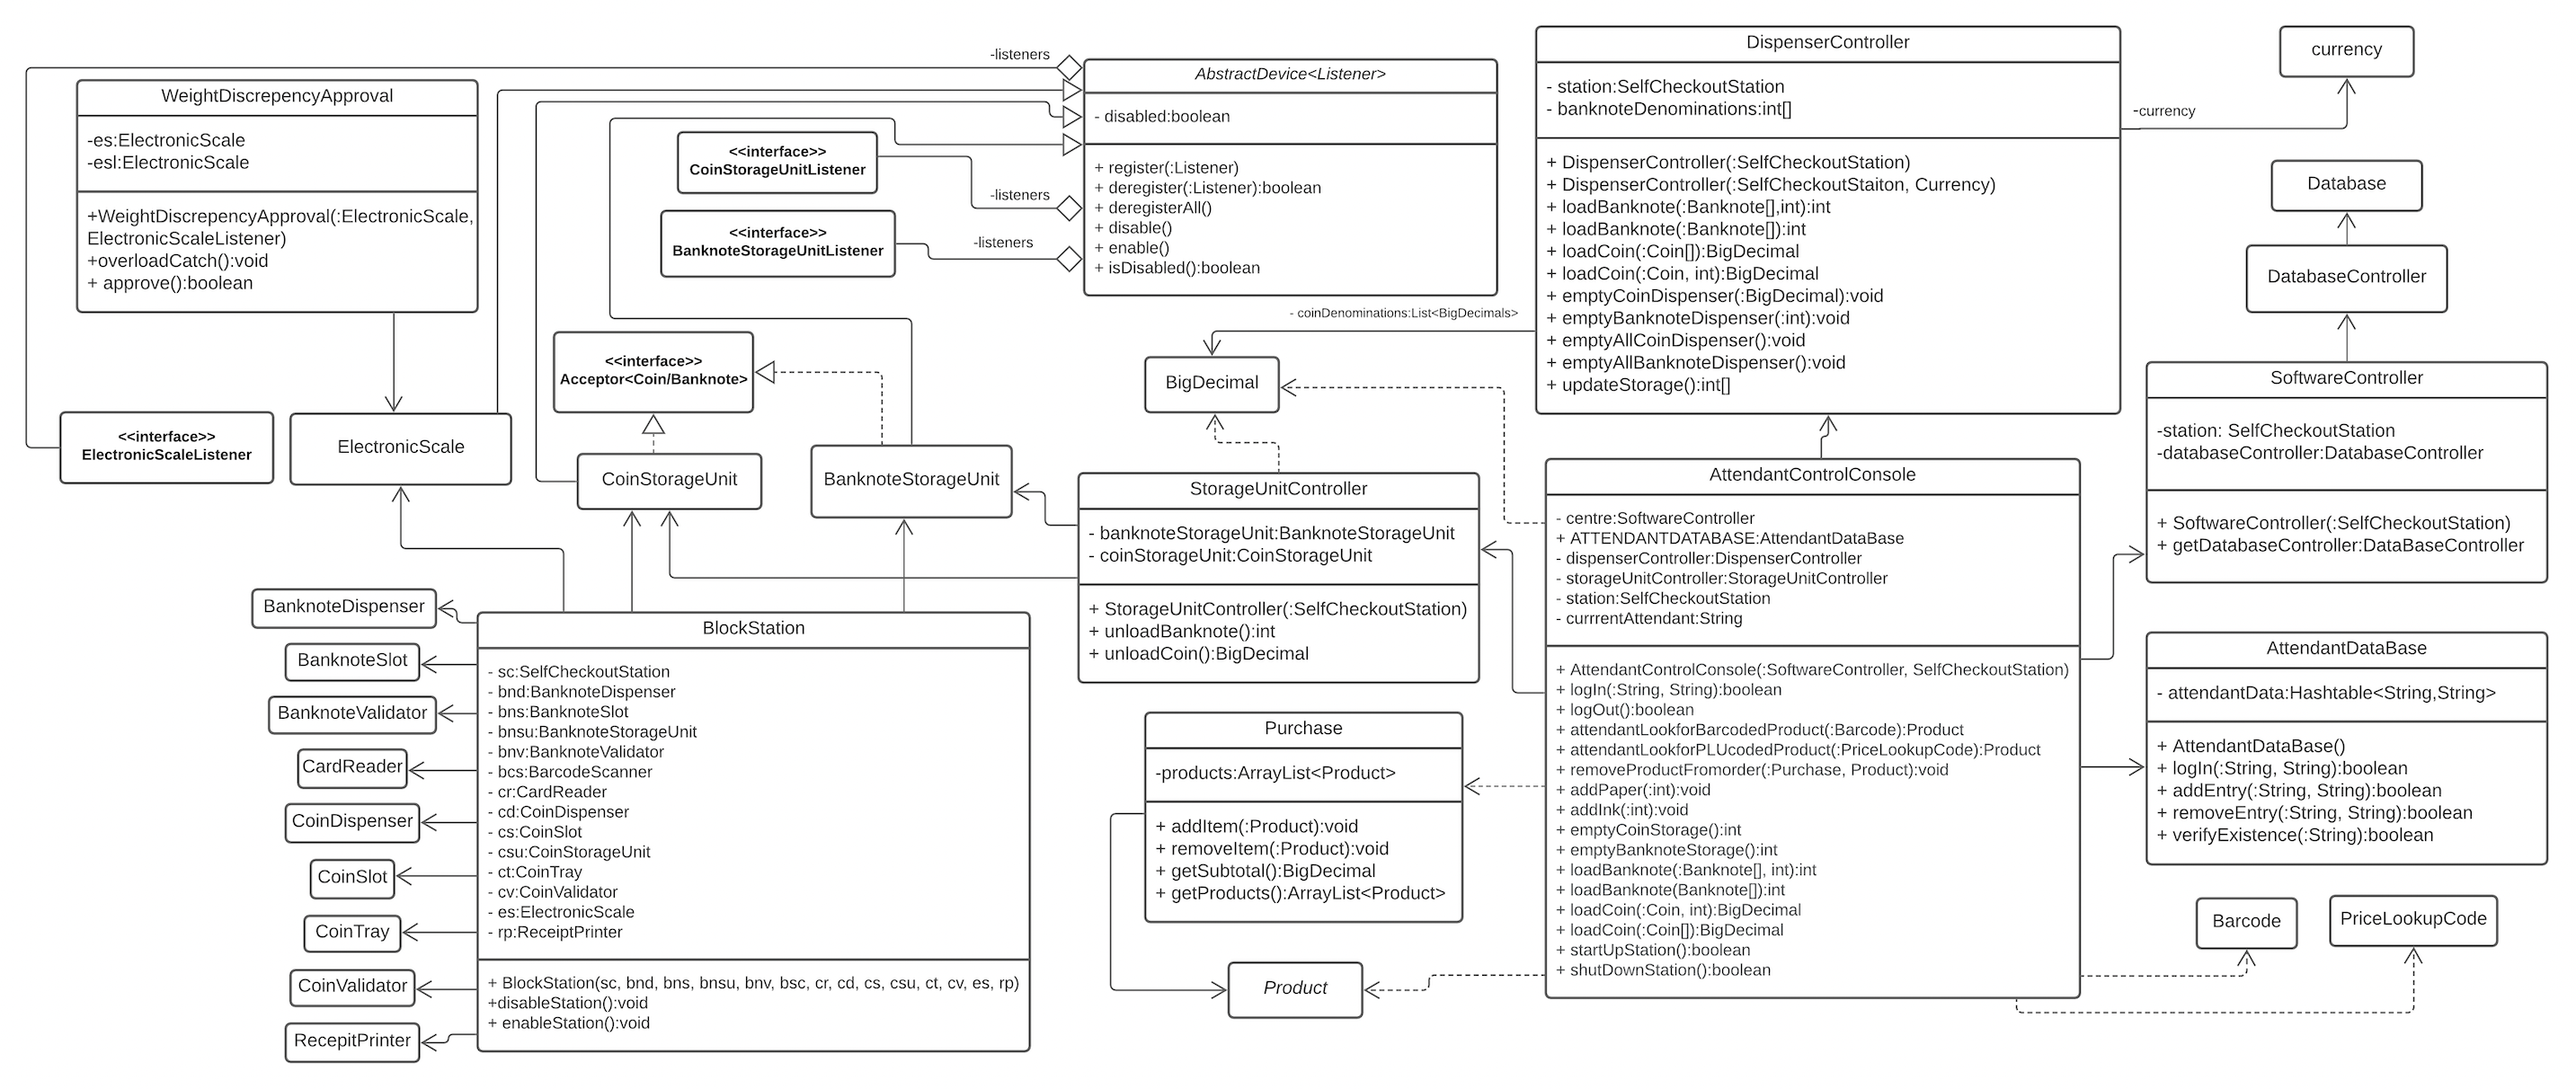 -listeners
WeightDiscrepencyApproval
-es:ElectronicScale
-esl:ElectronicScale
+WeightDiscrepencyApproval(:ElectronicScale,
ElectronicScaleListener)
+overloadCatch():void
+ approve():boolean
<<interface>>
ElectronicScaleListener
ElectronicScale
<<interface>>
CoinStorageUnitListener
-listeners
<<interface>>
BanknoteStorageUnitListener
-listeners
AbstractDevice<Listener>
- disabled:boolean
+ register(:Listener)
+ deregister(:Listener):boolean
+ deregisterAll()
+ disable()
+ enable()
+ isDisabled():boolean
<<interface>>
Acceptor<Coin/Banknote>
CoinStorageUnit
BanknoteStorageUnit
- coinDenominations:List<BigDecimals>
BigDecimal
DispenserController
- station:SelfCheckoutStation
- banknoteDenominations:int[]
+ DispenserController(:SelfCheckoutStation)
+ DispenserController(:SelfCheckoutStaiton, Currency)
+ loadBanknote(:Banknote[],int):int
+ loadBanknote(:Banknote[]):int
+ loadCoin(:Coin[]):BigDecimal
+ loadCoin(:Coin, int):BigDecimal
+ emptyCoinDispenser(:BigDecimal):void
+ emptyBanknoteDispenser(:int):void
+ emptyAllCoinDispenser():void
+ emptyAllBanknoteDispenser():void
+ updateStorage():int[]
currency
-currency
Database
DatabaseController
SoftwareController
-station: SelfCheckoutStation
-databaseController:DatabaseController
+ SoftwareController(:SelfCheckoutStation)
+ getDatabaseController:DataBaseController
StorageUnitController
- banknoteStorageUnit:BanknoteStorageUnit
- coinStorageUnit:CoinStorageUnit
+ StorageUnitController(:SelfCheckoutStation)
+ unloadBanknote():int
+ unloadCoin():BigDecimal
AttendantControlConsole
- centre:SoftwareController
+ ATTENDANTDATABASE:AttendantDataBase
- dispenserController:DispenserController
- storageUnitController:StorageUnitController
- station:SelfCheckoutStation
- currrentAttendant:String
+ AttendantControlConsole(:SoftwareController, SelfCheckoutStation)
+ logIn(:String, String):boolean
+ logOut():boolean
+ attendantLookforBarcodedProduct(:Barcode):Product
+ attendantLookforPLUcodedProduct(:PriceLookupCode):Product
+ removeProductFromorder(:Purchase, Product):void
+ addPaper(:int):void
+ addInk(:int):void
+ emptyCoinStorage():int
+ emptyBanknoteStorage():int
+ loadBanknote(:Banknote[], int):int
+ loadBanknote(Banknote[]):int
+ loadCoin(:Coin, int):BigDecimal
+ loadCoin(:Coin[]):BigDecimal
+ startUpStation():boolean
+ shutDownStation():boolean
AttendantDataBase
- attendantData:Hashtable<String,String>
+ AttendantDataBase()
+ logIn(:String, String):boolean
+ addEntry(:String, String):boolean
+ removeEntry(:String, String):boolean
+ verifyExistence(:String):boolean
Barcode
PriceLookupCode
Purchase
-products:ArrayList<Product>
+ addItem(:Product):void
+ removeItem(:Product):void
+ getSubtotal():BigDecimal
+ getProducts():ArrayList<Product>
Product
BanknoteDispenser
BanknoteSlot
BanknoteValidator
CardReader
CoinDispenser
CoinSlot
CoinTray
CoinValidator
RecepitPrinter
BlockStation
- sc:SelfCheckoutStation
- bnd:BanknoteDispenser
- bns:BanknoteSlot
- bnsu:BanknoteStorageUnit
- bnv:BanknoteValidator
- bcs:BarcodeScanner
- cr:CardReader
- cd:CoinDispenser
- cs:CoinSlot
- csu:CoinStorageUnit
- ct:CoinTray
- cv:CoinValidator
- es:ElectronicScale
- rp:ReceiptPrinter
+ BlockStation(sc, bnd, bns, bnsu, bnv, bsc, cr, cd, cs, csu, ct, cv, es, rp)
+disableStation():void
+ enableStation():void